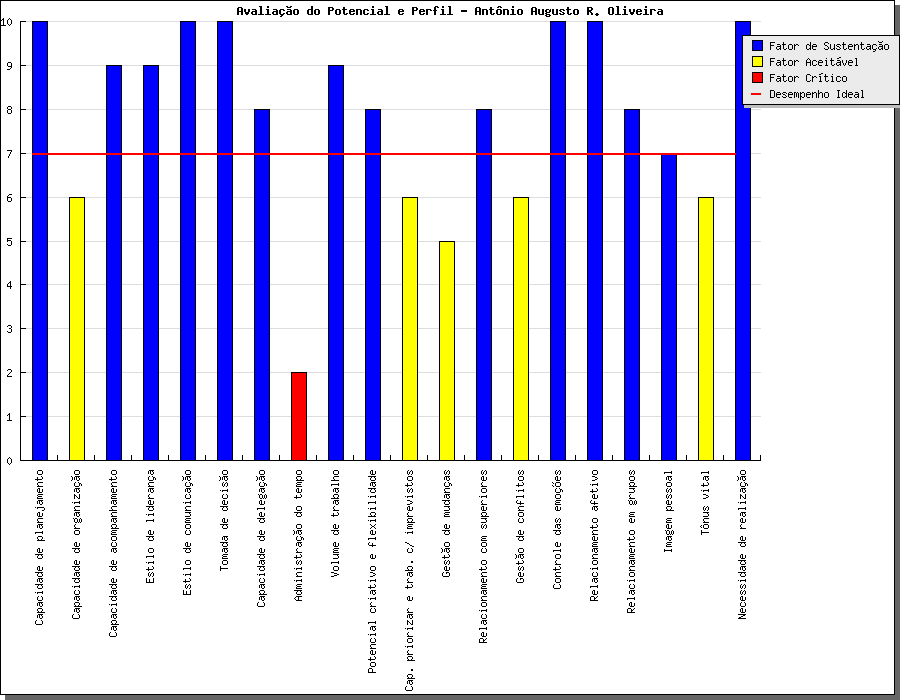 Avaliação do Potencial e Perfil - Antônio Augusto R. Oliveira
10
9
8
7
6
5
4
3
2
1
0
Fator de Sustentação
Fator Aceitável
Fator Crítico
Desempenho Ideal
Capacidade de planejamento
Capacidade de organização
Capacidade de acompanhamento
Estilo de liderança
Estilo de comunicação
Tomada de decisão
Capacidade de delegação
Administração do tempo
Volume de trabalho
Potencial criativo e flexibilidade
Cap. priorizar e trab. c/ imprevistos
Gestão de mudanças
Relacionamento com superiores
Gestão de conflitos
Controle das emoções
Relacionamento afetivo
Relacionamento em grupos
Imagem pessoal
Tônus vital
Necessidade de realização